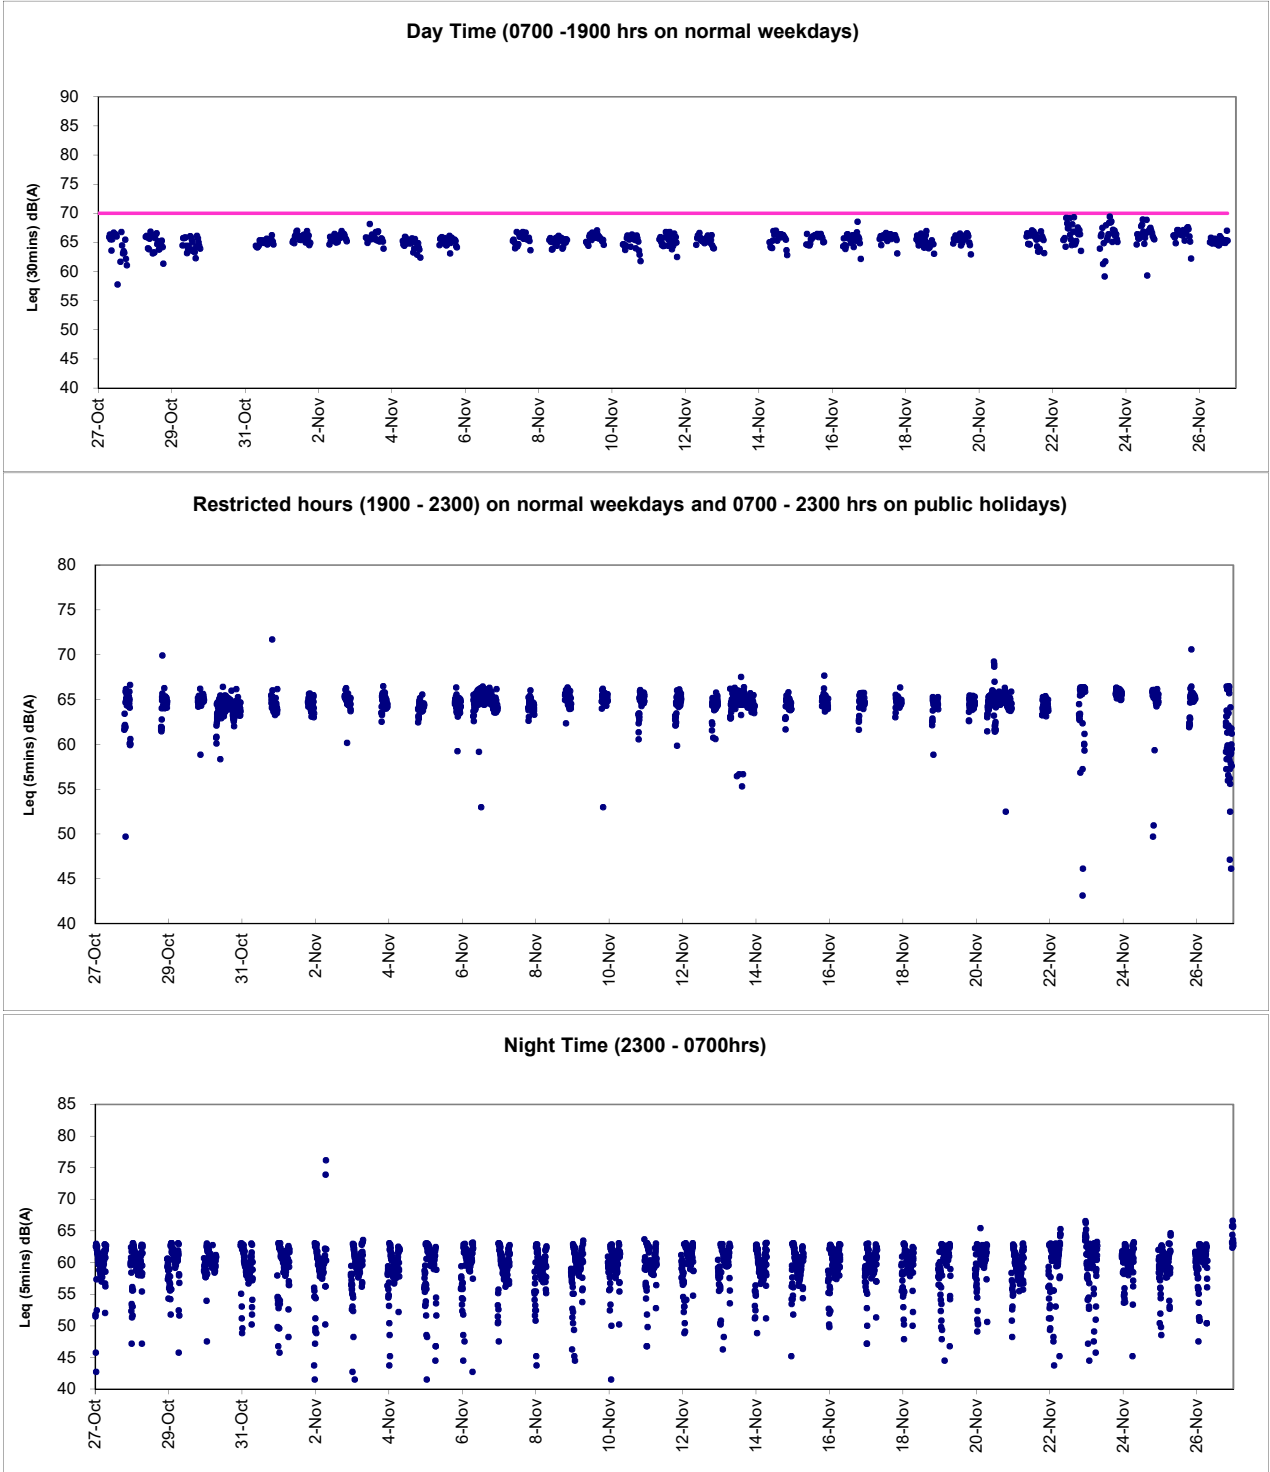 Day Time (0700 -1900 hrs on normal weekdays)
Leq (30mins) dB(A)
90
85
80
75
70
65
60
55
50
45
40
27-Oct
29-Oct
31-Oct
2-Nov
4-Nov
6-Nov
8-Nov
10-Nov
12-Nov
14-Nov
16-Nov
18-Nov
20-Nov
22-Nov
24-Nov
26-Nov
Restricted hours (1900 - 2300) on normal weekdays and 0700 - 2300 hrs on public holidays)
Leq (5mins) dB(A)
80
75
70
65
60
55
50
45
40
27-Oct
29-Oct
31-Oct
2-Nov
4-Nov
6-Nov
8-Nov
10-Nov
12-Nov
14-Nov
16-Nov
18-Nov
20-Nov
22-Nov
24-Nov
26-Nov
Night Time (2300 - 0700hrs)
Leq (5mins) dB(A)
85
80
75
70
65
60
55
50
45
40
27-Oct
29-Oct
31-Oct
2-Nov
4-Nov
6-Nov
8-Nov
10-Nov
12-Nov
14-Nov
16-Nov
18-Nov
20-Nov
22-Nov
24-Nov
26-Nov